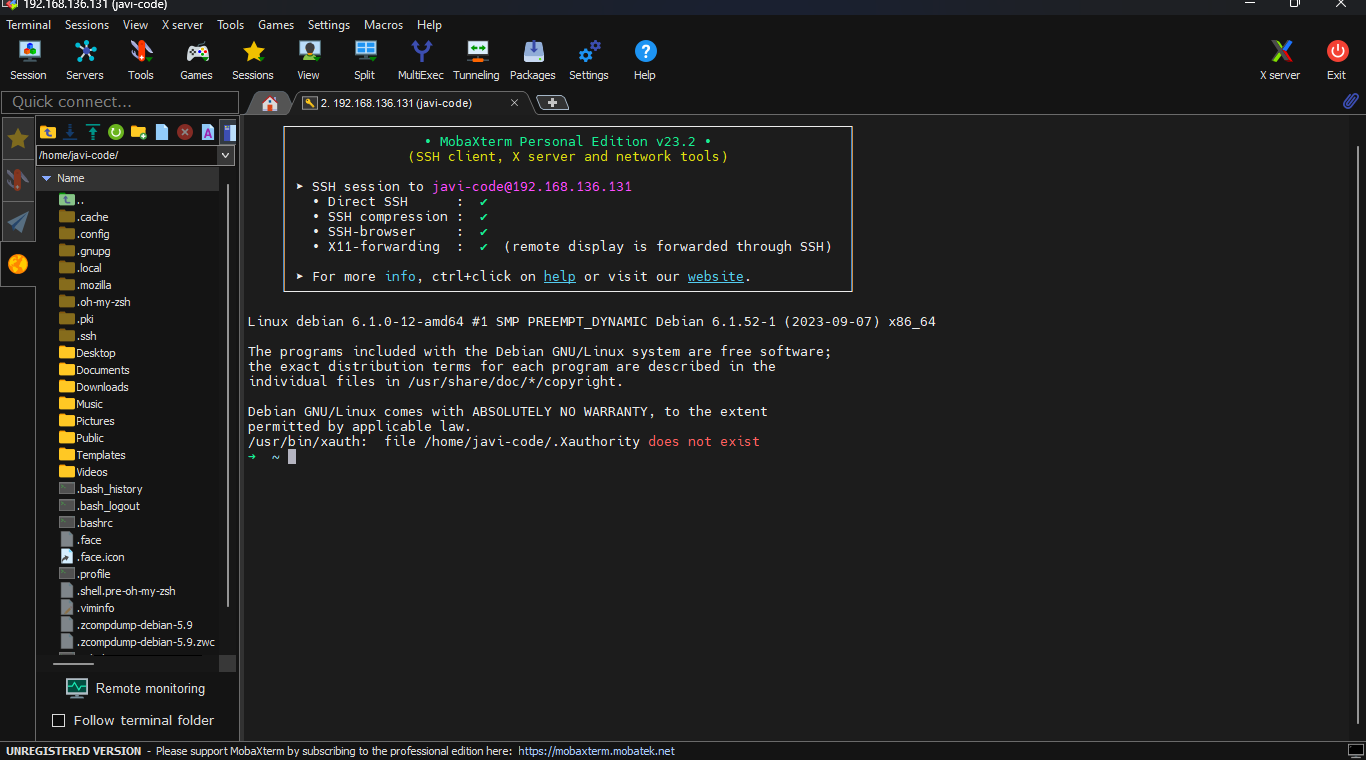 192.168.136.131 (javi-code)
Terminal Sessions View X server Tools Games Settings Macros Help
Session Servers Tools Games Sessions View Split MultiExec Tunneling Packages Settings Help X server Exit
Quick connect...
2. 192.168.136.131 (javi-code)
/home/javi-code/
Name
..
.cache
.config
.gnupg
.local
.mozilla
.oh-my-zsh
.pki
.ssh
Desktop
Documents
Downloads
Music
Pictures
Public
Templates
Videos
.bash_history
.bash_logout
.bashrc
.face
.face.icon
.profile
.shell.pre-oh-my-zsh
.viminfo
.zcompdump-debian-5.9
.zcompdump-debian-5.9.zwc
Remote monitoring
Follow terminal folder
• MobaXterm Personal Edition v23.2 •
(SSH client, X server and network tools)
➤ SSH session to javi-code@192.168.136.131
• Direct SSH : ✔
• SSH compression : ✔
• SSH-browser : ✔
• X11-forwarding : ✔ (remote display is forwarded through SSH)
➤ For more info, ctrl+click on help or visit our website.
Linux debian 6.1.0-12-amd64 #1 SMP PREEMPT_DYNAMIC Debian 6.1.52-1 (2023-09-07) x86_64
The programs included with the Debian GNU/Linux system are free software;
the exact distribution terms for each program are described in the
individual files in /usr/share/doc/*/copyright.
Debian GNU/Linux comes with ABSOLUTELY NO WARRANTY, to the extent
permitted by applicable law.
/usr/bin/xauth:  file /home/javi-code/.Xauthority does not exist
➜  ~
UNREGISTERED VERSION - Please support MobaXterm by subscribing to the professional edition here: https://mobaxterm.mobatek.net